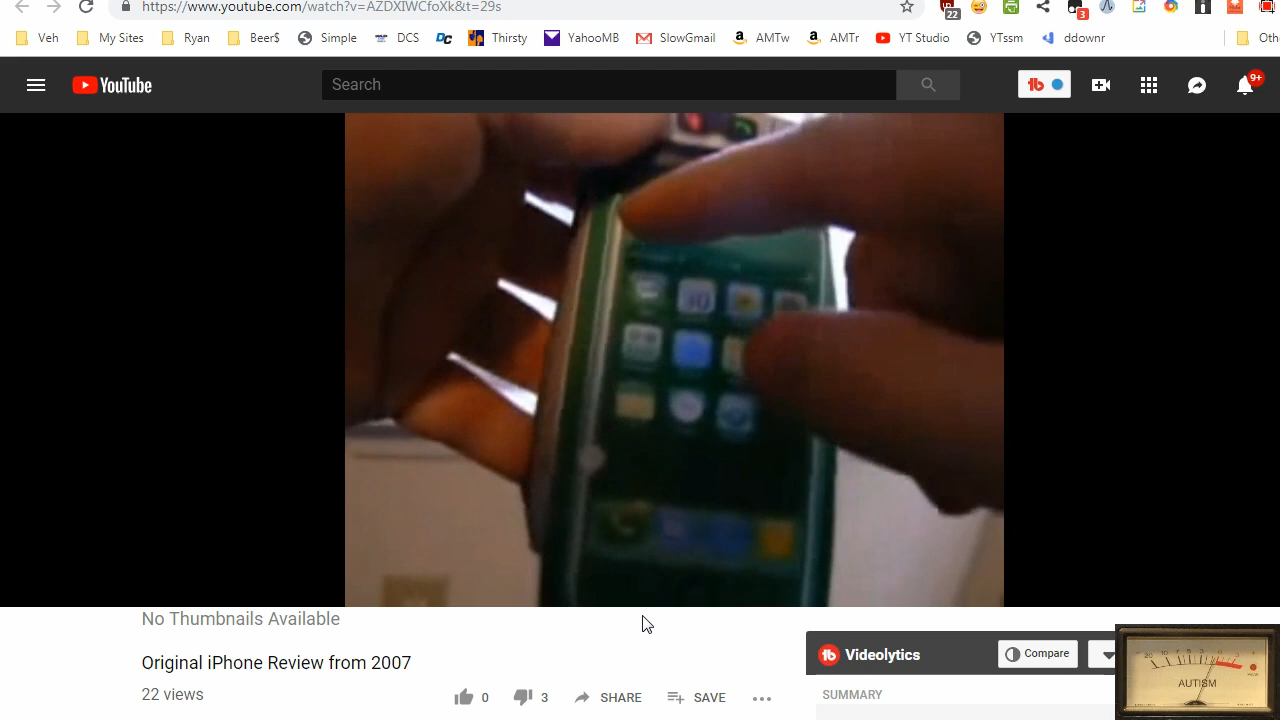 https://www.youtube.com/watch?v=AZDXIWCfoXk&t=29s
22
3
Veh
My Sites
Ryan
Beer$
Simple
DCS
Thirsty
YahooMB
SlowGmail
AMTw
AMTr
YT Studio
YTssm
ddownr
Oth
YouTube
Search
9+
No Thumbnails Available
Original iPhone Review from 2007
22 views
0
3
SHARE
SAVE
Videolytics
Compare
SUMMARY
AUTISM